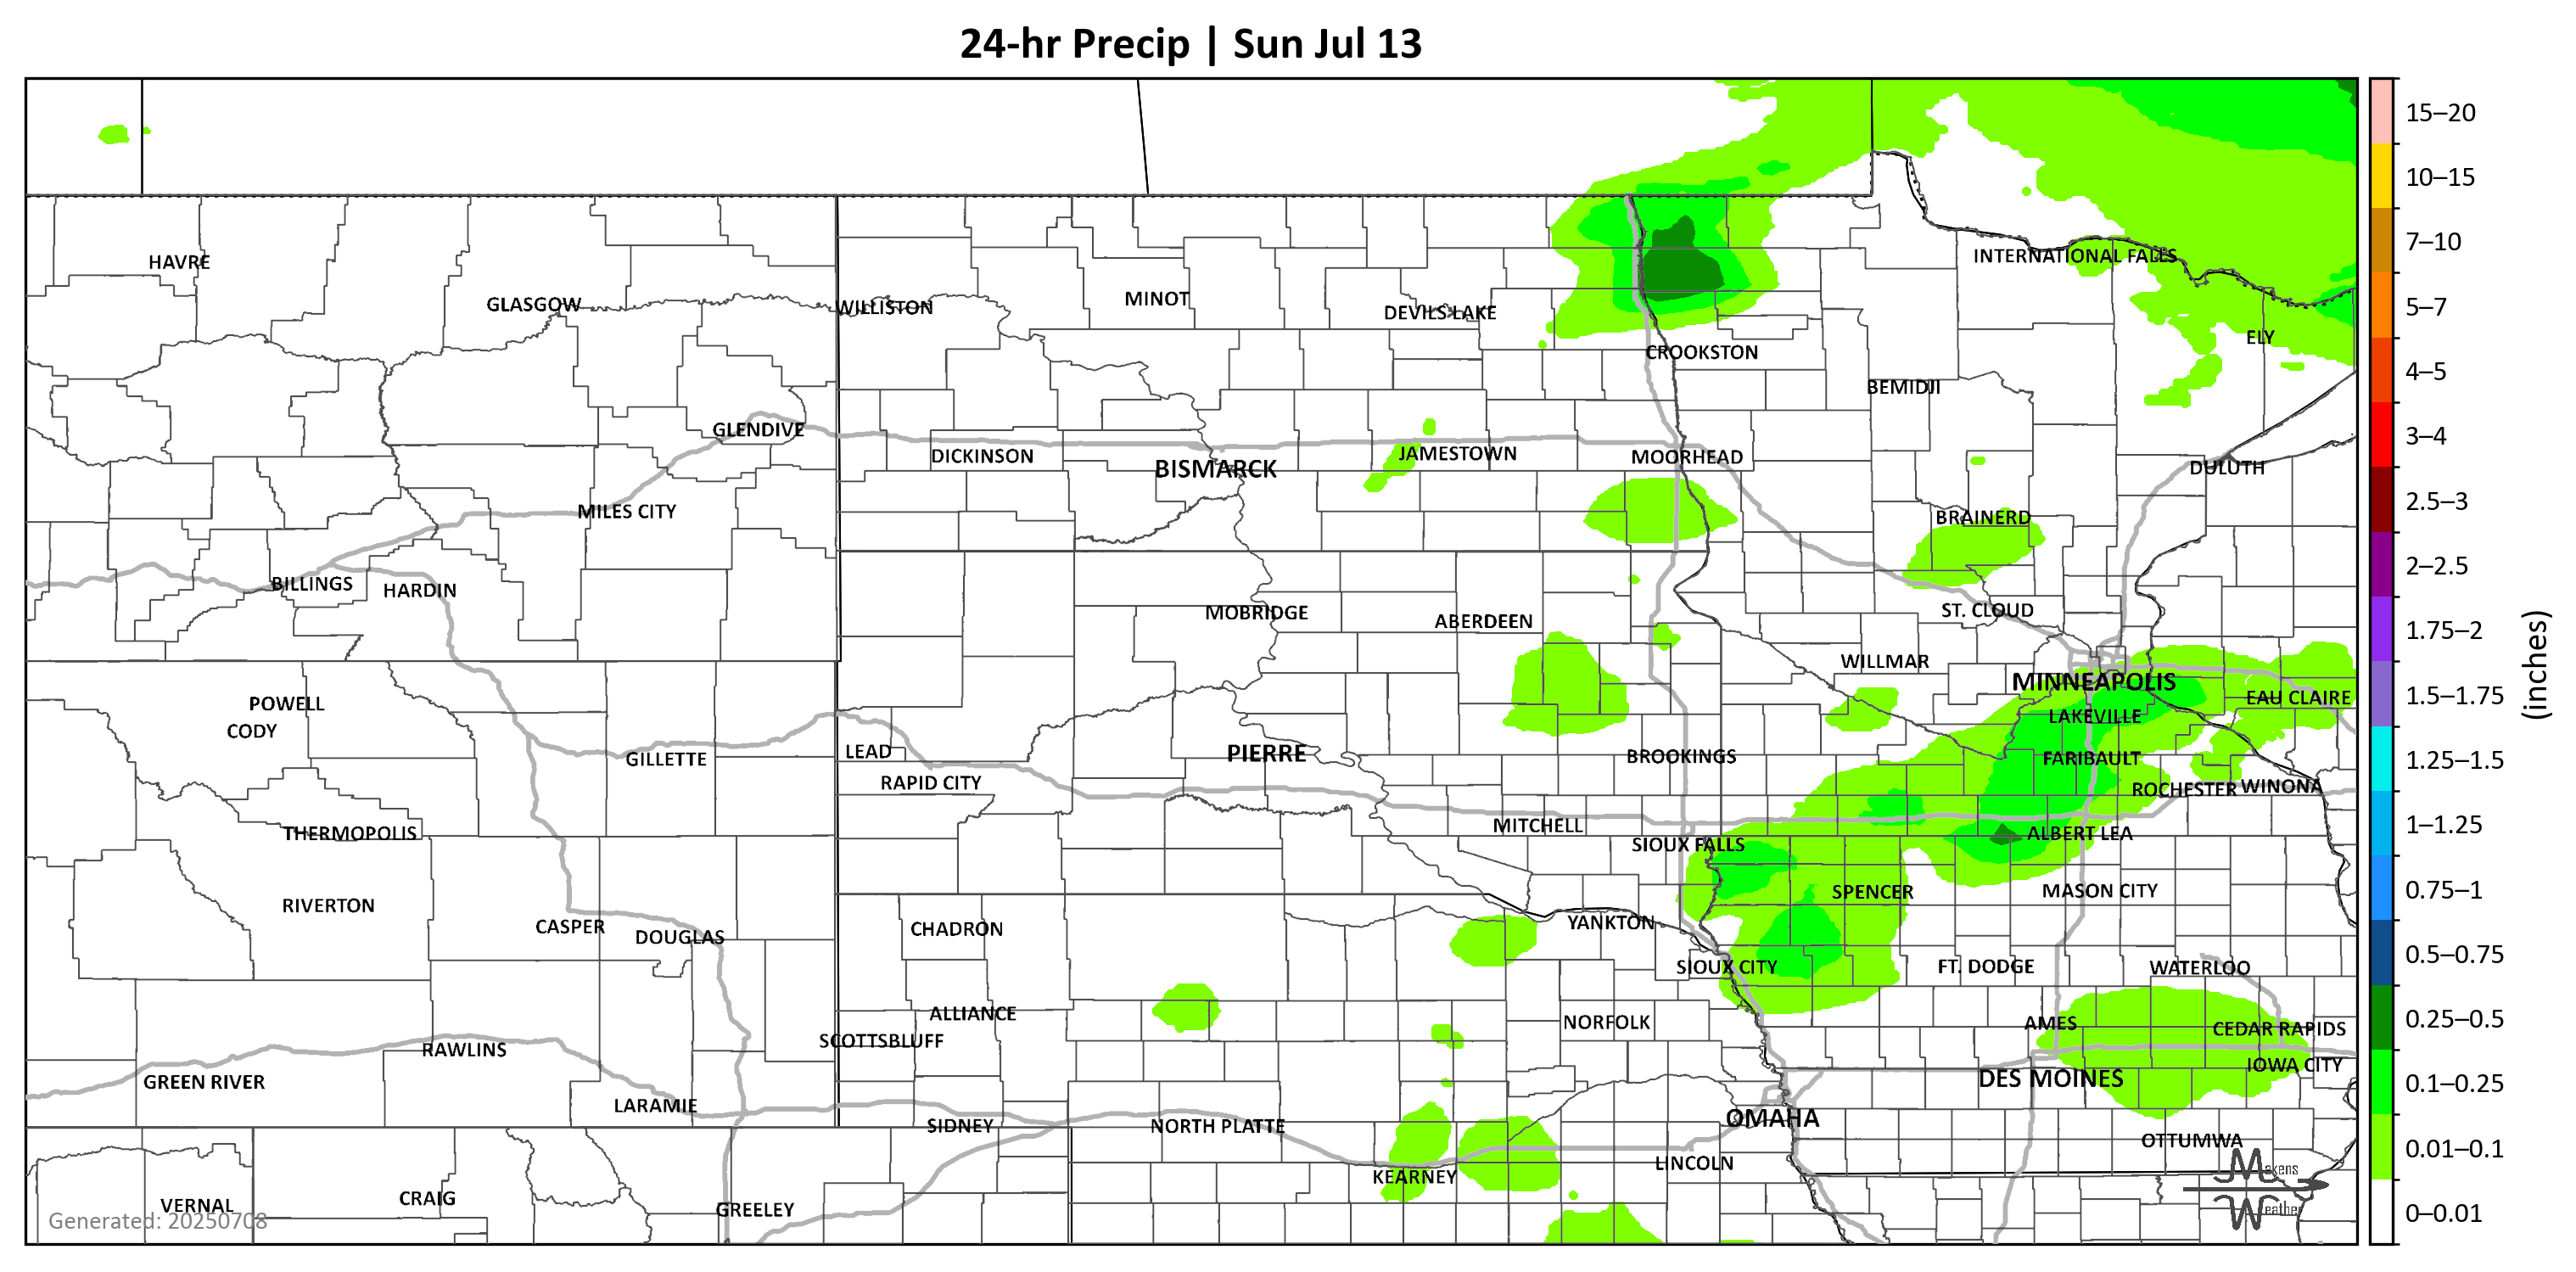 24-hr Precip | Sun Jul 13
15–20
10–15
7–10
5–7
4–5
3–4
2.5–3
2–2.5
1.75–2
1.5–1.75
1.25–1.5
1–1.25
0.75–1
0.5–0.75
0.25–0.5
0.1–0.25
0.01–0.1
0–0.01
(inches)
HAVRE
INTERNATIONAL FALLS
GLASGOW
WILLISTON
MINOT
DEVILS LAKE
ELY
CROOKSTON
BEMIDJI
GLENDIVE
DICKINSON
BISMARCK
JAMESTOWN
MOORHEAD
DULUTH
MILES CITY
BRAINERD
BILLINGS
HARDIN
MOBRIDGE
ABERDEEN
ST. CLOUD
WILLMAR
MINNEAPOLIS
EAU CLAIRE
POWELL
CODY
LAKEVILLE
GILLETTE
LEAD
PIERRE
BROOKINGS
FARIBAULT
RAPID CITY
ROCHESTER
WINONA
THERMOPOLIS
MITCHELL
ALBERT LEA
SIOUX FALLS
RIVERTON
SPENCER
MASON CITY
CASPER
DOUGLAS
CHADRON
YANKTON
SIOUX CITY
FT. DODGE
WATERLOO
ALLIANCE
NORFOLK
AMES
CEDAR RAPIDS
SCOTTSBLUFF
RAWLINS
IOWA CITY
GREEN RIVER
DES MOINES
LARAMIE
SIDNEY
NORTH PLATTE
OMAHA
OTTUMWA
LINCOLN
KEARNEY
VERNAL
CRAIG
GREELEY
Generated: 20250708
Makens
Weather